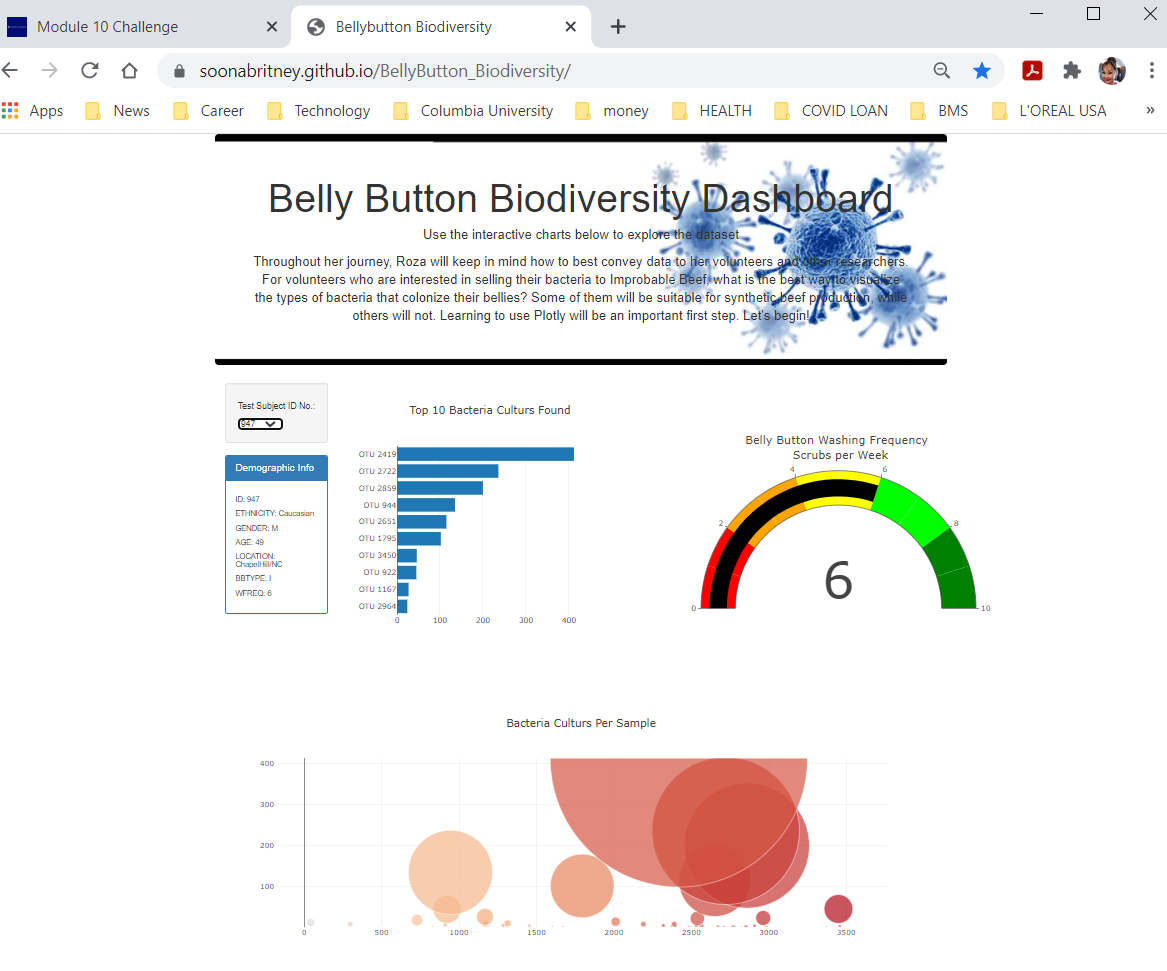 Module 10 Challenge
Bellybutton Biodiversity
soonabritney.github.io/BellyButton_Biodiversity/
Apps News Career Technology Columbia University money HEALTH COVID LOAN BMS L'OREAL USA »
Belly Button Biodiversity Dashboard
Use the interactive charts below to explore the dataset
Throughout her journey, Roza will keep in mind how to best convey data to her volunteers and other researchers.
For volunteers who are interested in selling their bacteria to Improbable Beef, what is the best way to visualize
the types of bacteria that colonize their bellies? Some of them will be suitable for synthetic beef production, while
others will not. Learning to use Plotly will be an important first step. Let's begin!
Test Subject ID No.:
947
Demographic Info
ID: 947
ETHNICITY: Caucasian
GENDER: M
AGE: 49
LOCATION:
ChapelHill/NC
BBTYPE: I
WFREQ: 6
Top 10 Bacteria Culturs Found
OTU 2419
OTU 2722
OTU 2859
OTU 944
OTU 2651
OTU 1795
OTU 3450
OTU 922
OTU 1167
OTU 2964
0 100 200 300 400
Belly Button Washing Frequency
Scrubs per Week
4 6
2 8
6
0 10
Bacteria Culturs Per Sample
400
300
200
100
0 500 1000 1500 2000 2500 3000 3500